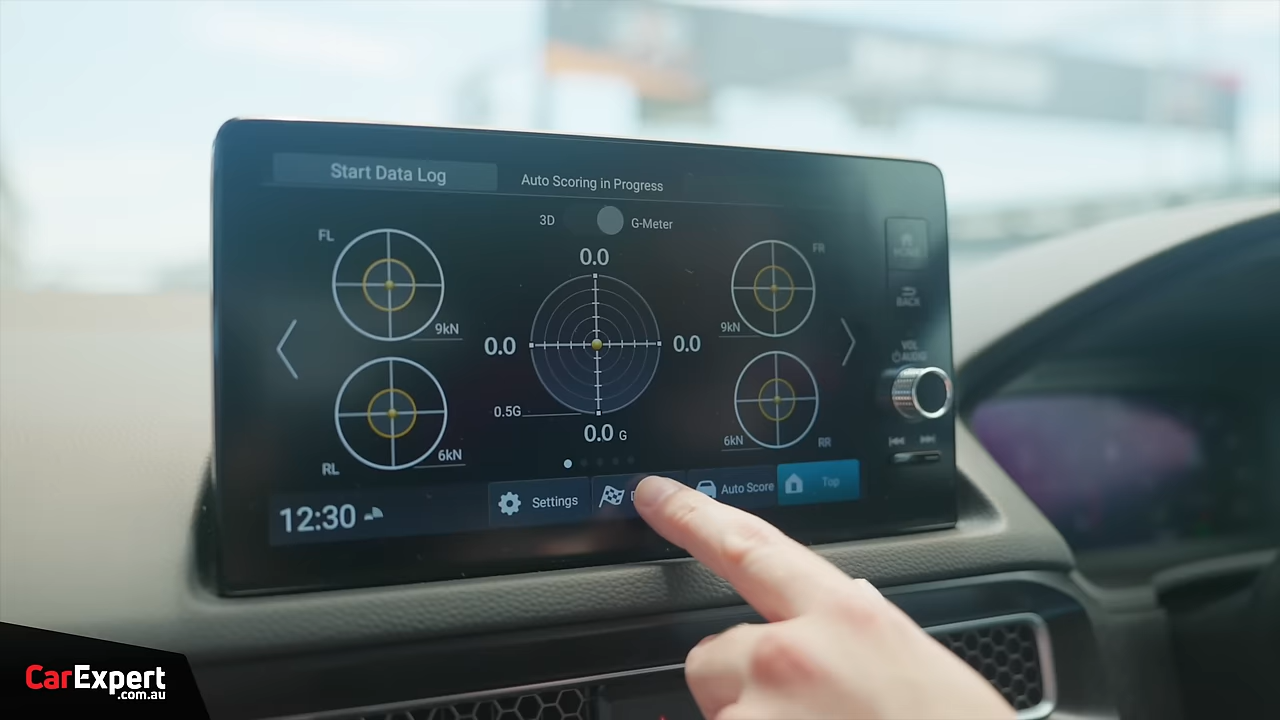 Start Data Log
Auto Scoring in Progress
3D
G-Meter
FL
FR
0.0
9kN
9kN
0.0
0.0
0.5G
0.0 G
RL
6kN
6kN
RR
12:30
Settings
Auto Score
Top
HOME
BACK
VOL
AUDIO
CarExpert
.com.au